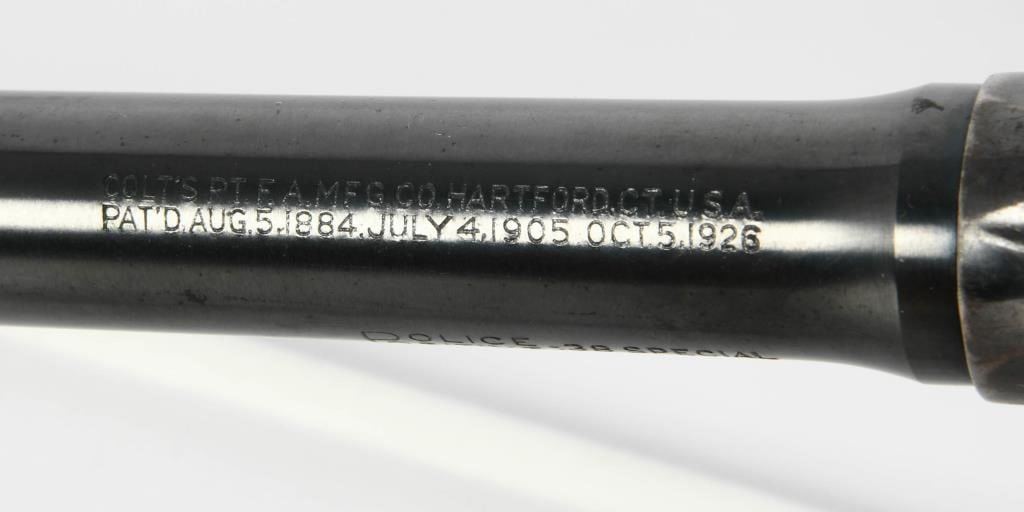 COLT'S PT.F.A.MFG.CO.HARTFORD.CT.U.S.A.
PAT'D.AUG.5.1884.JULY 4.1905 OCT.5.1926
POLICE .38 SPECIAL